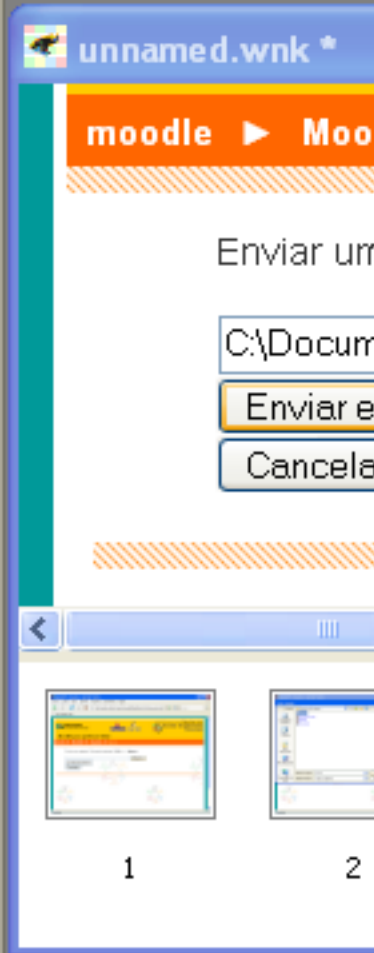 unnamed.wnk *
moodle ► Moo
Enviar um
C:\Docum
Enviar e
Cancela
1 2